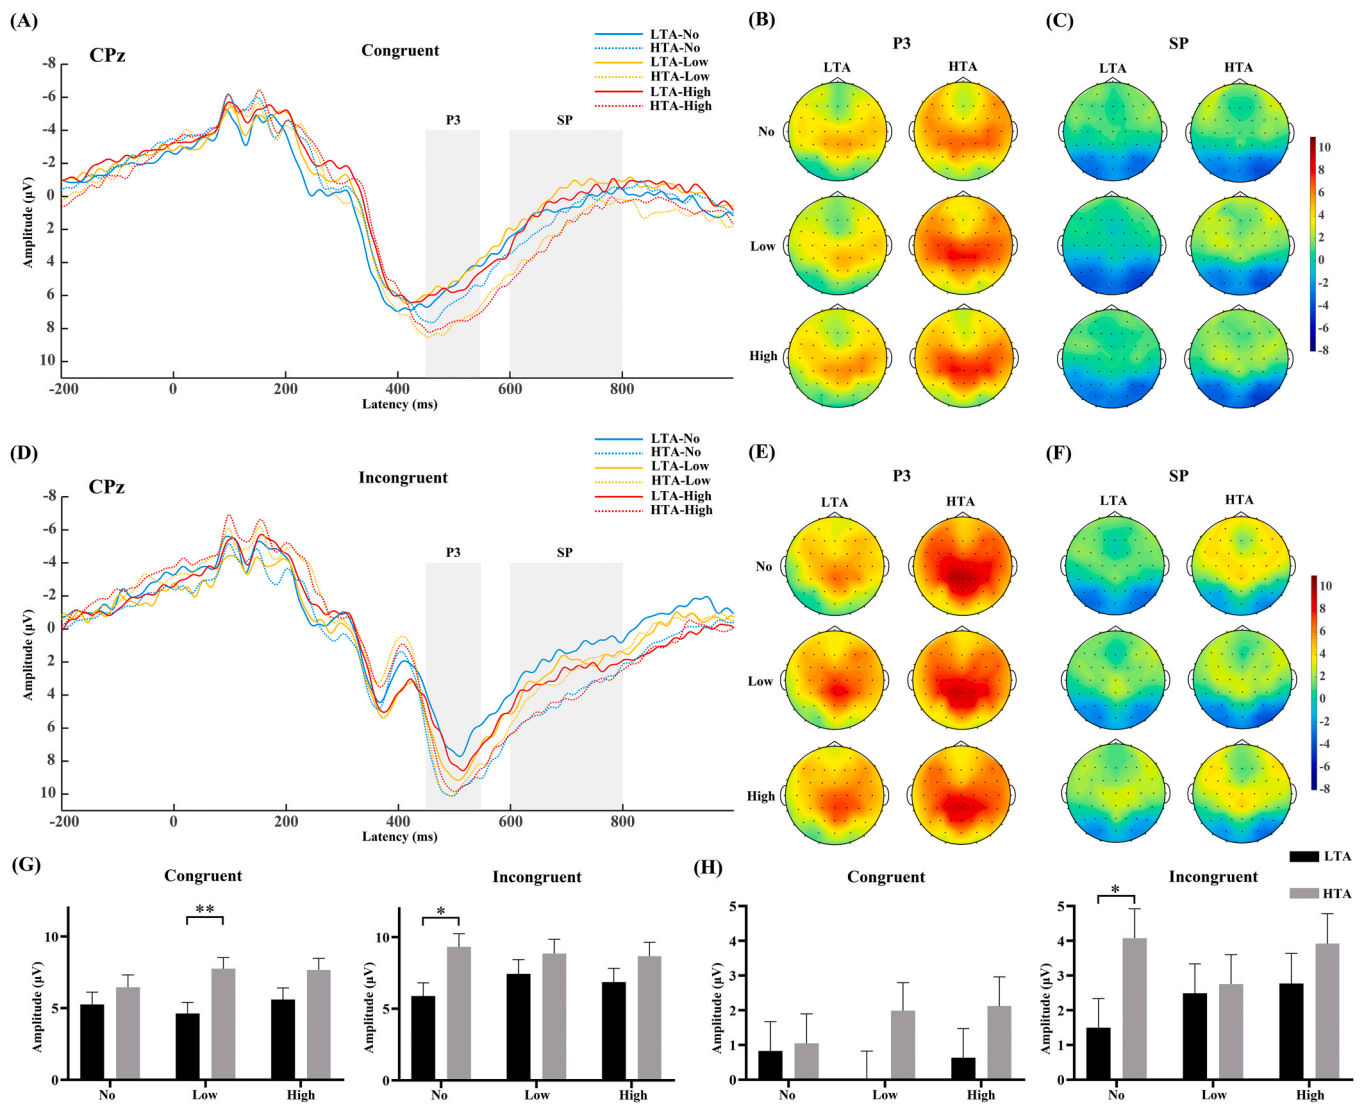 (A)
CPz
Congruent
LTA-No
HTA-No
LTA-Low
HTA-Low
LTA-High
HTA-High
P3
SP
-8
-6
-4
-2
0
2
4
6
8
10
Amplitude (μV)
-200
0
200
400
600
800
Latency (ms)
(B)
P3
LTA
HTA
No
Low
High
(C)
SP
LTA
HTA
10
8
6
4
2
0
-2
-4
-6
-8
(D)
CPz
Incongruent
LTA-No
HTA-No
LTA-Low
HTA-Low
LTA-High
HTA-High
P3
SP
-8
-6
-4
-2
0
2
4
6
8
10
Amplitude (μV)
-200
0
200
400
600
800
Latency (ms)
(E)
P3
LTA
HTA
No
Low
High
(F)
SP
LTA
HTA
10
8
6
4
2
0
-2
-4
-6
-8
(G)
Congruent
**
10
5
0
Amplitude (μV)
No
Low
High
Incongruent
*
10
5
0
Amplitude (μV)
No
Low
High
(H)
Congruent
5
4
3
2
1
0
Amplitude (μV)
No
Low
High
Incongruent
*
5
4
3
2
1
0
Amplitude (μV)
No
Low
High
LTA
HTA